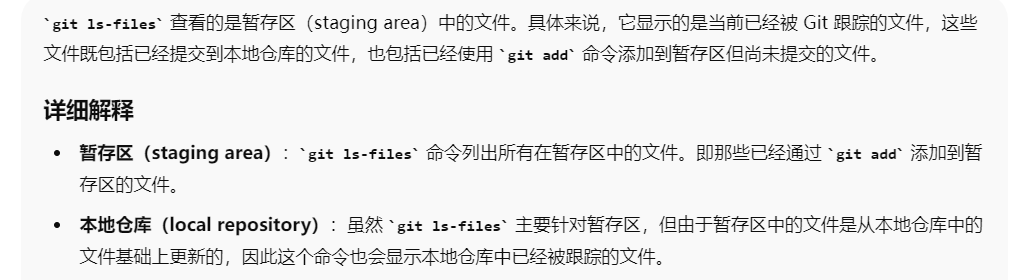 `git ls-files` 查看的是暂存区（staging area）中的文件。具体来说，它显示的是当前已经被 Git 跟踪的文件，这些
文件既包括已经提交到本地仓库的文件，也包括已经使用 `git add` 命令添加到暂存区但尚未提交的文件。
详细解释
• 暂存区（staging area）：`git ls-files` 命令列出所有在暂存区中的文件。即那些已经通过 `git add` 添加到暂
存区的文件。
• 本地仓库（local repository）：虽然 `git ls-files` 主要针对暂存区，但由于暂存区中的文件是从本地仓库中的
文件基础上更新的，因此这个命令也会显示本地仓库中已经被跟踪的文件。